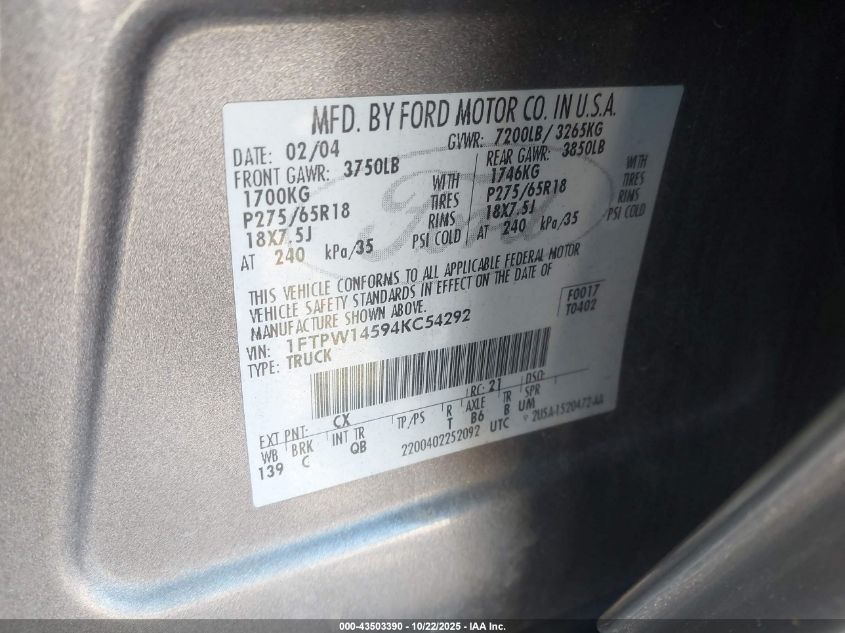 MFD. BY FORD MOTOR CO. IN U.S.A.
DATE: 02/04 GVWR: 7200LB / 3265KG
FRONT GAWR: 3750LB REAR GAWR: 3850LB
1700KG WITH 1746KG WITH
P275/65R18 TIRES P275/65R18 TIRES
18X7.5J RIMS 18X7.5J RIMS
AT 240 kPa/35 PSI COLD AT 240 kPa/35 PSI COLD
Ford
THIS VEHICLE CONFORMS TO ALL APPLICABLE FEDERAL MOTOR
VEHICLE SAFETY STANDARDS IN EFFECT ON THE DATE OF
MANUFACTURE SHOWN ABOVE.
F0017
T0402
VIN: 1FTPW14594KC54292
TYPE: TRUCK
RC: 21 DSO:
EXT PNT: CX TP/PS R AXLE TR SPR
WB BRK INT TR T B6 B UM
139 C QB 2200402252092 UTC 2USA-1520472-AA
000-43503390 - 10/22/2025 - IAA Inc.